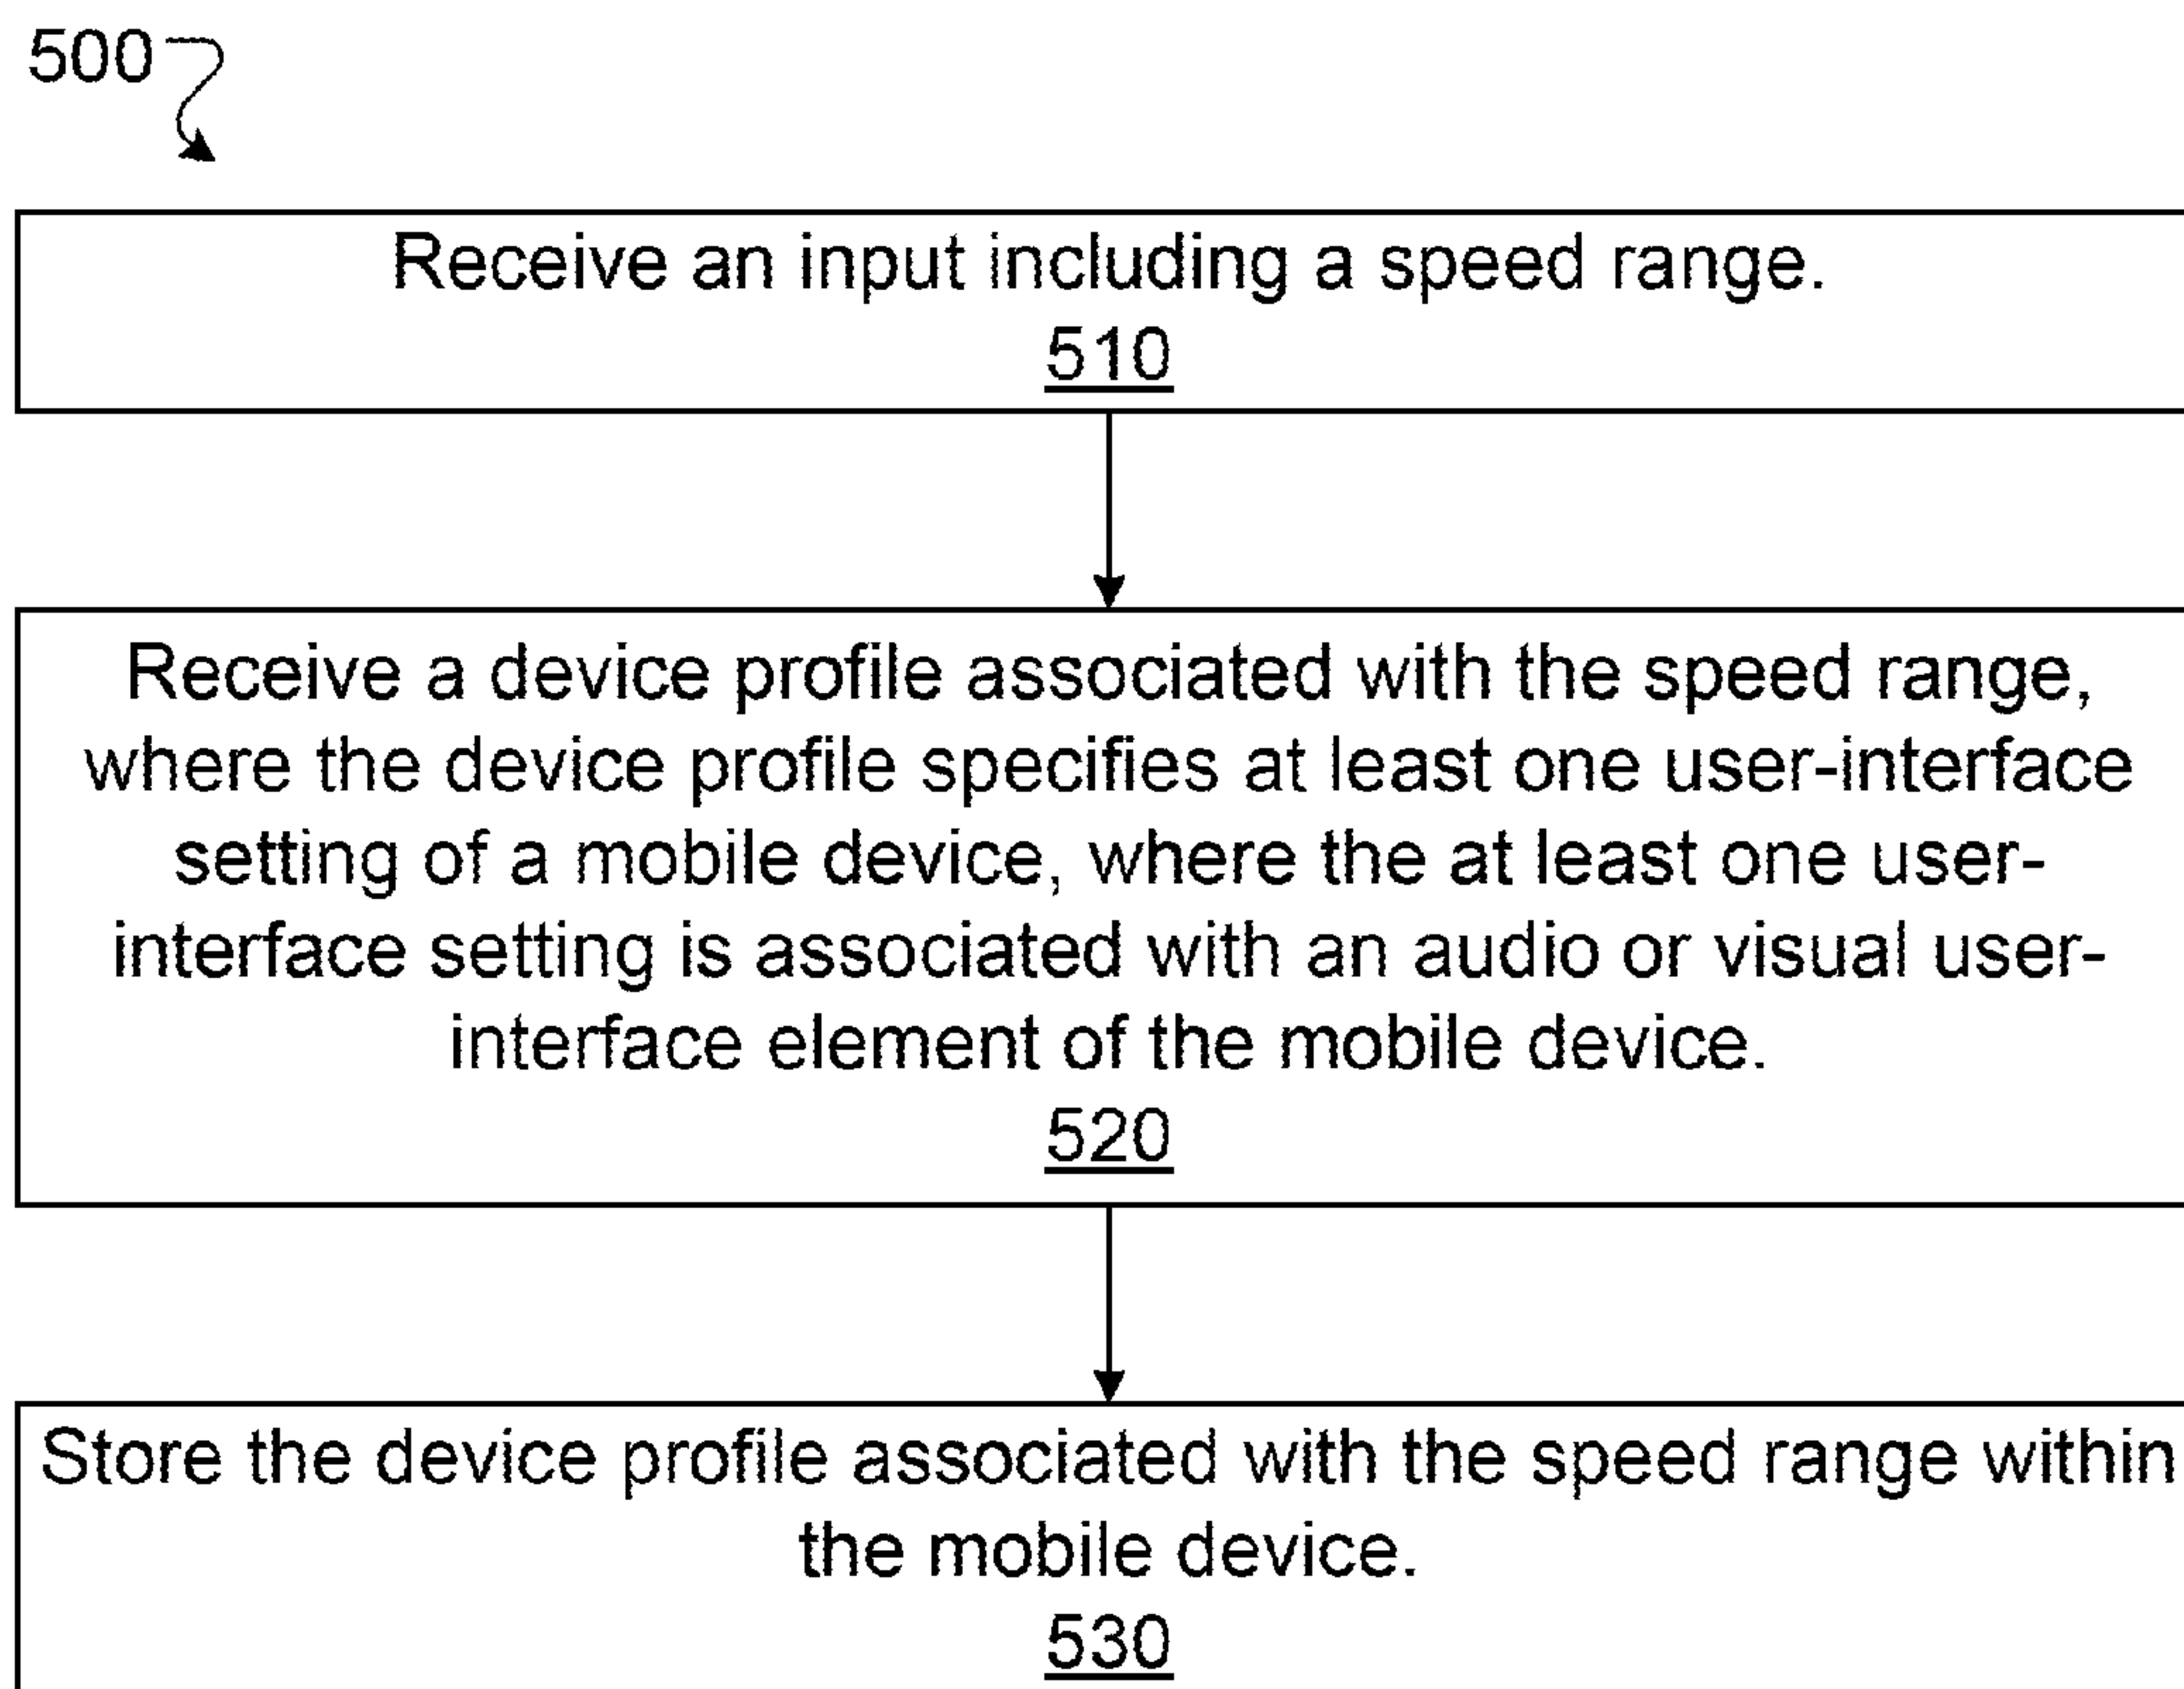 500
Receive an input including a speed range.
510
Receive a device profile associated with the speed range,
where the device profile specifies at least one user-interface
setting of a mobile device, where the at least one user-
interface setting is associated with an audio or visual user-
interface element of the mobile device.
520
Store the device profile associated with the speed range within
the mobile device.
530